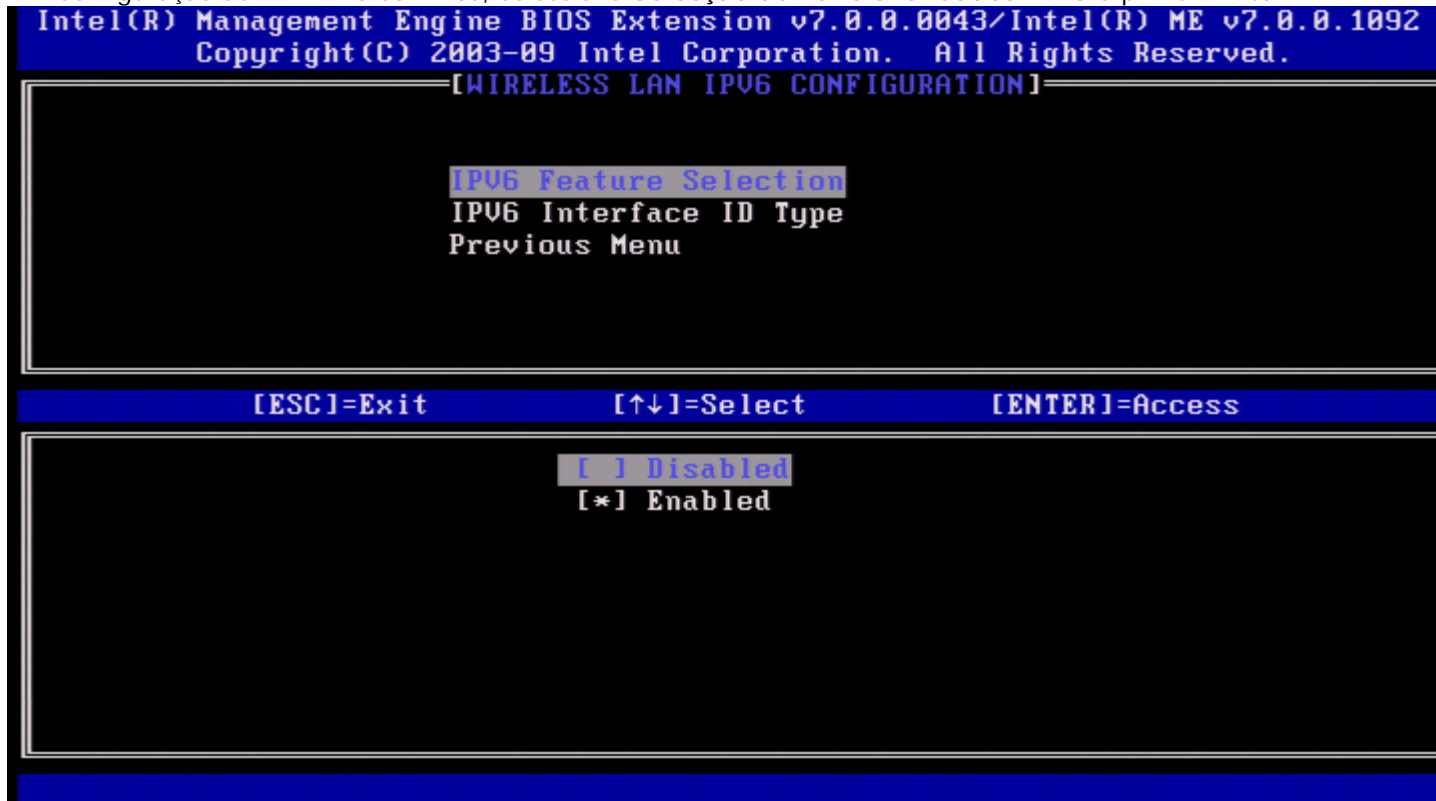 Intel(R) Management Engine BIOS Extension v7.0.0.0043/Intel(R) ME v7.0.0.1092
Copyright(C) 2003-09 Intel Corporation. All Rights Reserved.
[WIRELESS LAN IPV6 CONFIGURATION]
IPV6 Feature Selection
IPV6 Interface ID Type
Previous Menu
[ESC]=Exit [↑↓]=Select [ENTER]=Access
[ ] Disabled
[*] Enabled